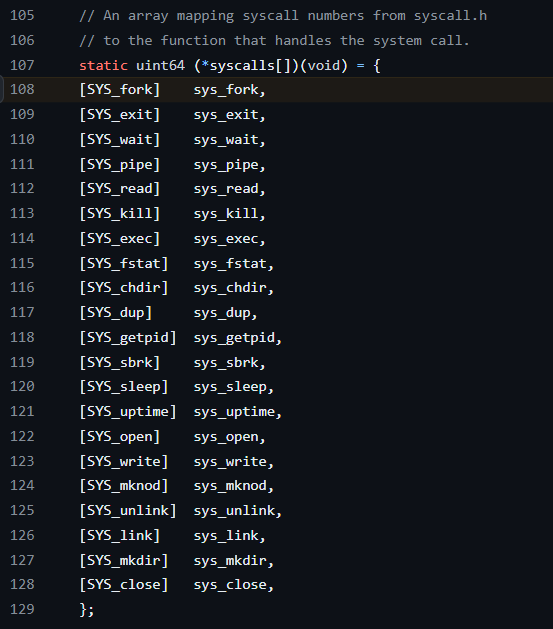 105 // An array mapping syscall numbers from syscall.h
106 // to the function that handles the system call.
107 static uint64 (*syscalls[])(void) = {
108 [SYS_fork]    sys_fork,
109 [SYS_exit]    sys_exit,
110 [SYS_wait]    sys_wait,
111 [SYS_pipe]    sys_pipe,
112 [SYS_read]    sys_read,
113 [SYS_kill]    sys_kill,
114 [SYS_exec]    sys_exec,
115 [SYS_fstat]   sys_fstat,
116 [SYS_chdir]   sys_chdir,
117 [SYS_dup]     sys_dup,
118 [SYS_getpid]  sys_getpid,
119 [SYS_sbrk]    sys_sbrk,
120 [SYS_sleep]   sys_sleep,
121 [SYS_uptime]  sys_uptime,
122 [SYS_open]    sys_open,
123 [SYS_write]   sys_write,
124 [SYS_mknod]   sys_mknod,
125 [SYS_unlink]  sys_unlink,
126 [SYS_link]    sys_link,
127 [SYS_mkdir]   sys_mkdir,
128 [SYS_close]   sys_close,
129 };